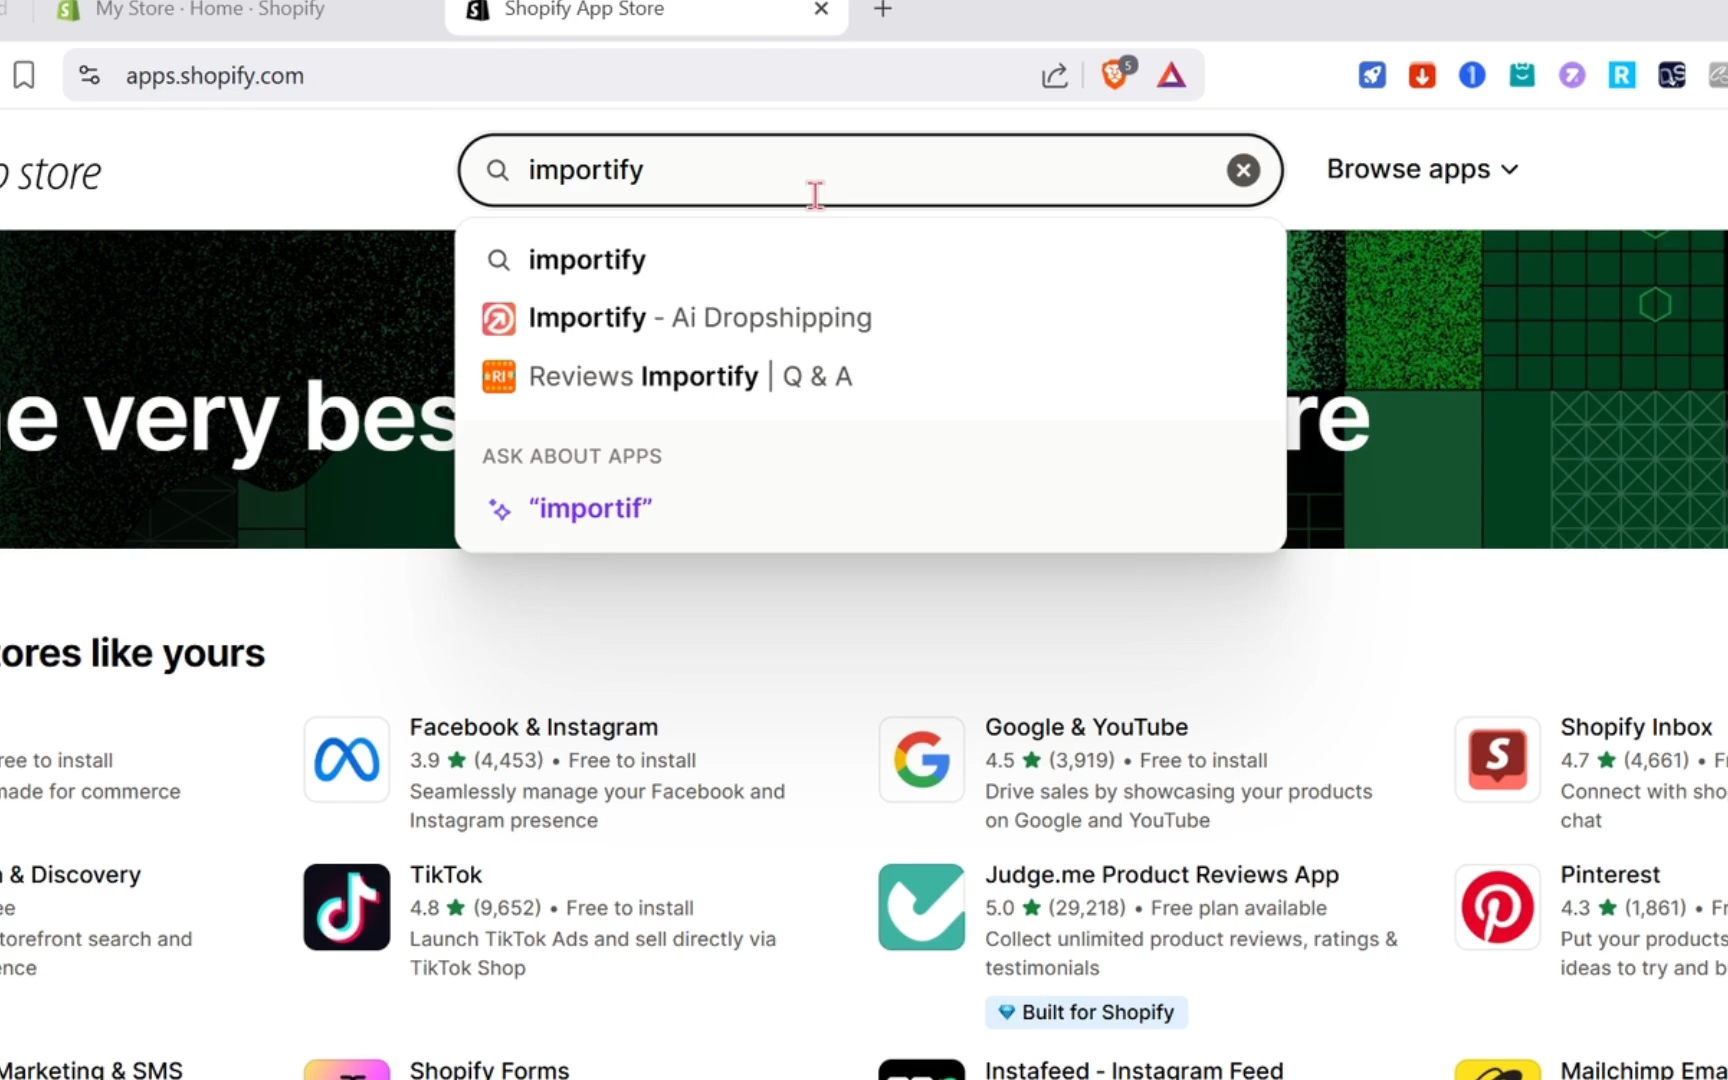 My Store · Home · Shopify
Shopify App Store
apps.shopify.com
5
store
importify
Browse apps
importify
Importify - Ai Dropshipping
RI
Reviews Importify | Q & A
ASK ABOUT APPS
"importif"
e very bes
re
ores like yours
Facebook & Instagram
3.9 ★ (4,453) • Free to install
Seamlessly manage your Facebook and
Instagram presence
Google & YouTube
4.5 ★ (3,919) • Free to install
Drive sales by showcasing your products
on Google and YouTube
Shopify Inbox
4.7 ★ (4,661) • Fr
Connect with sho
chat
ree to install
made for commerce
& Discovery
ee
torefront search and
ence
TikTok
4.8 ★ (9,652) • Free to install
Launch TikTok Ads and sell directly via
TikTok Shop
Judge.me Product Reviews App
5.0 ★ (29,218) • Free plan available
Collect unlimited product reviews, ratings &
testimonials
Built for Shopify
Pinterest
4.3 ★ (1,861) • Fr
Put your products
ideas to try and b
Marketing & SMS
Shopify Forms
Instafeed - Instagram Feed
Mailchimp Ema